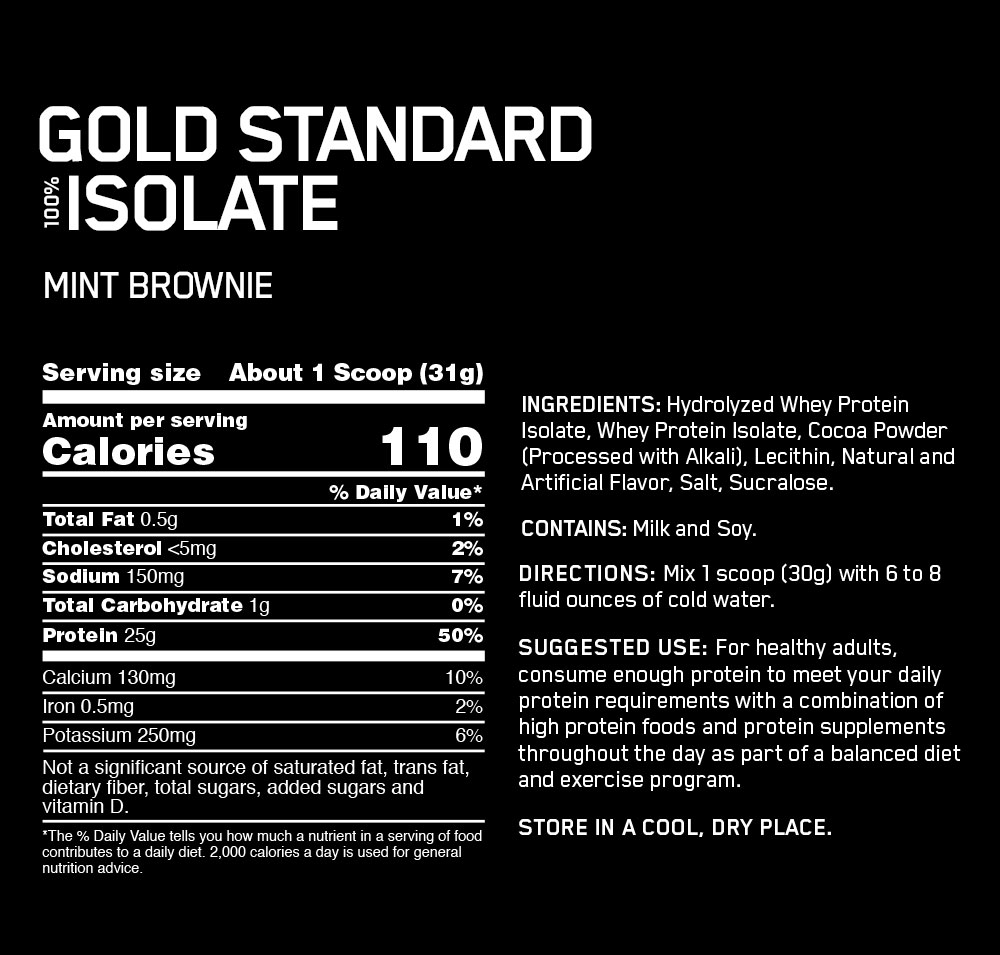 GOLD STANDARD
100% ISOLATE
MINT BROWNIE
Serving size About 1 Scoop (31g)
Amount per serving
Calories 110
% Daily Value*
Total Fat 0.5g 1%
Cholesterol <5mg 2%
Sodium 150mg 7%
Total Carbohydrate 1g 0%
Protein 25g 50%
Calcium 130mg 10%
Iron 0.5mg 2%
Potassium 250mg 6%
Not a significant source of saturated fat, trans fat,
dietary fiber, total sugars, added sugars and
vitamin D.
*The % Daily Value tells you how much a nutrient in a serving of food
contributes to a daily diet. 2,000 calories a day is used for general
nutrition advice.
INGREDIENTS: Hydrolyzed Whey Protein
Isolate, Whey Protein Isolate, Cocoa Powder
(Processed with Alkali), Lecithin, Natural and
Artificial Flavor, Salt, Sucralose.
CONTAINS: Milk and Soy.
DIRECTIONS: Mix 1 scoop (30g) with 6 to 8
fluid ounces of cold water.
SUGGESTED USE: For healthy adults,
consume enough protein to meet your daily
protein requirements with a combination of
high protein foods and protein supplements
throughout the day as part of a balanced diet
and exercise program.
STORE IN A COOL, DRY PLACE.